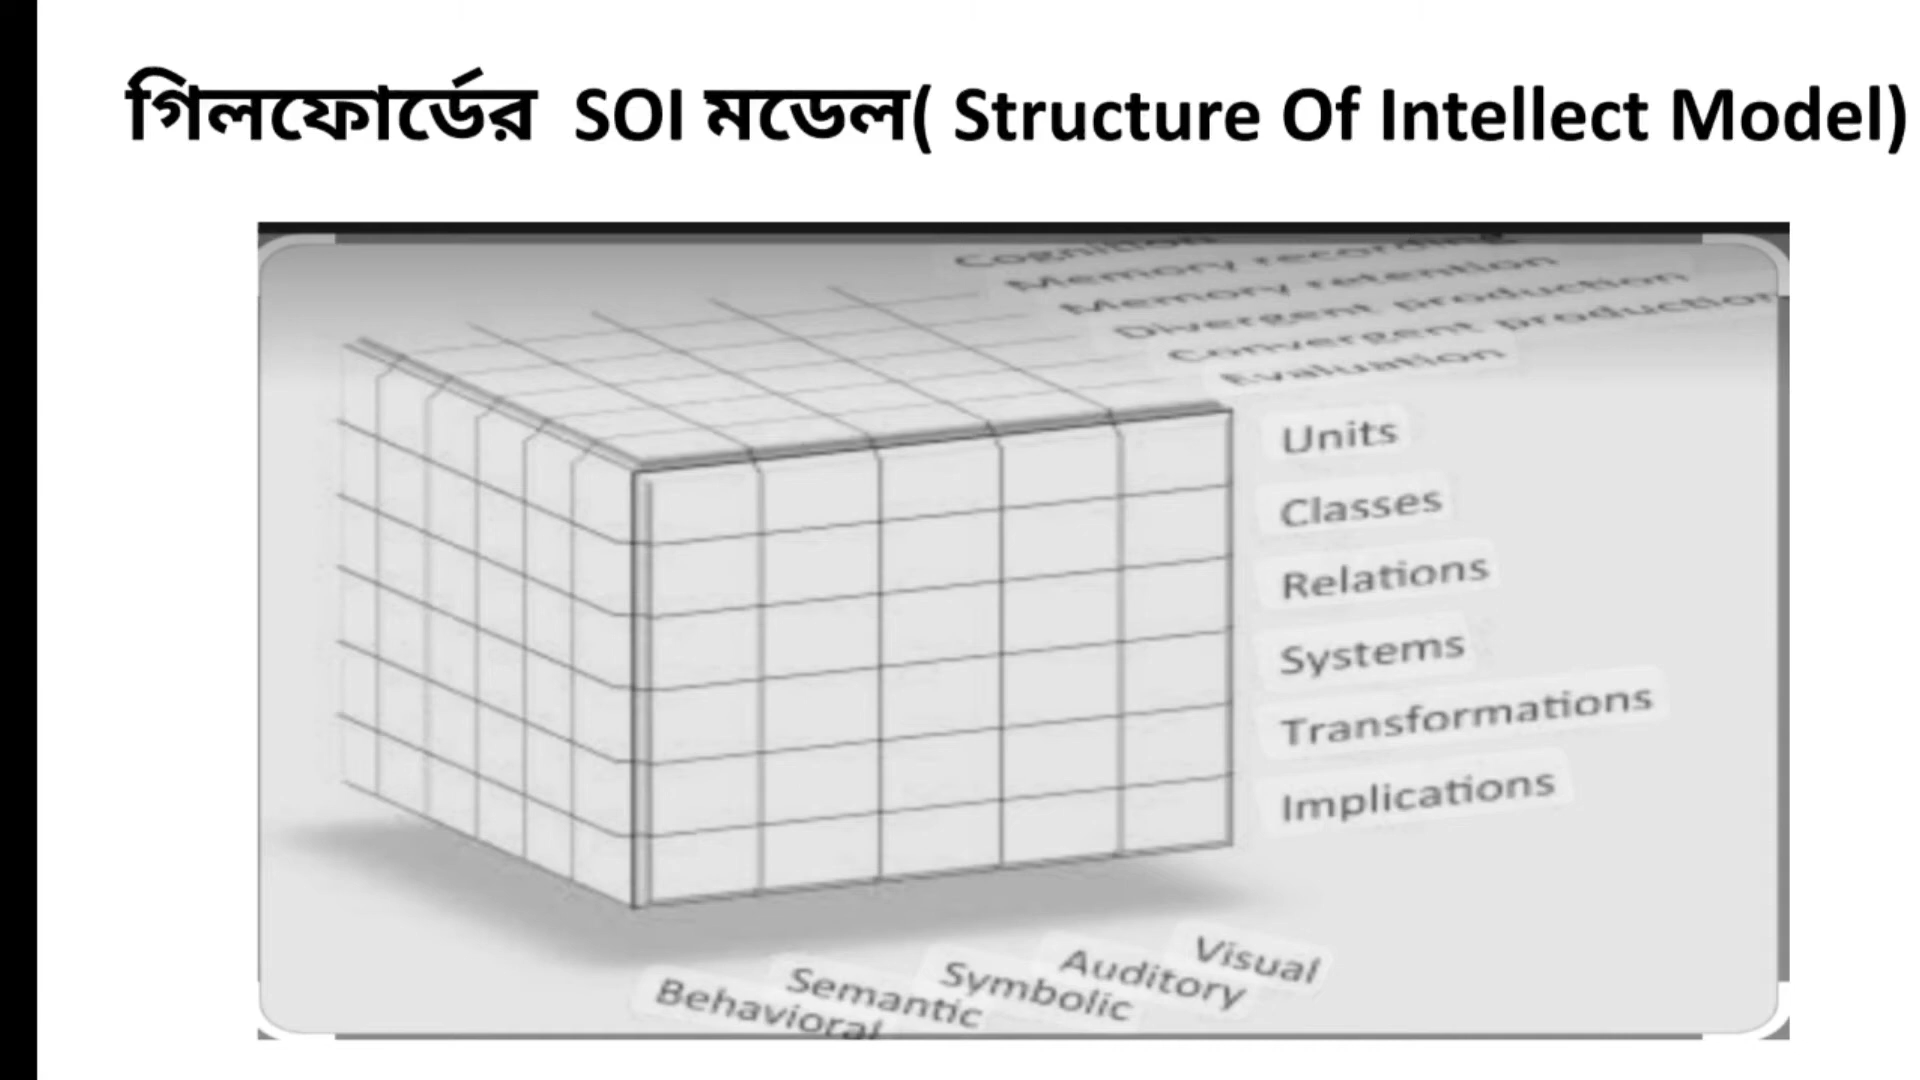 গিলফোর্ডের SOI মডেল( Structure Of Intellect Model)
Cognition
Memory recording
Memory retention
Divergent production
Convergent production
Evaluation
Units
Classes
Relations
Systems
Transformations
Implications
Visual
Auditory
Symbolic
Semantic
Behavioral